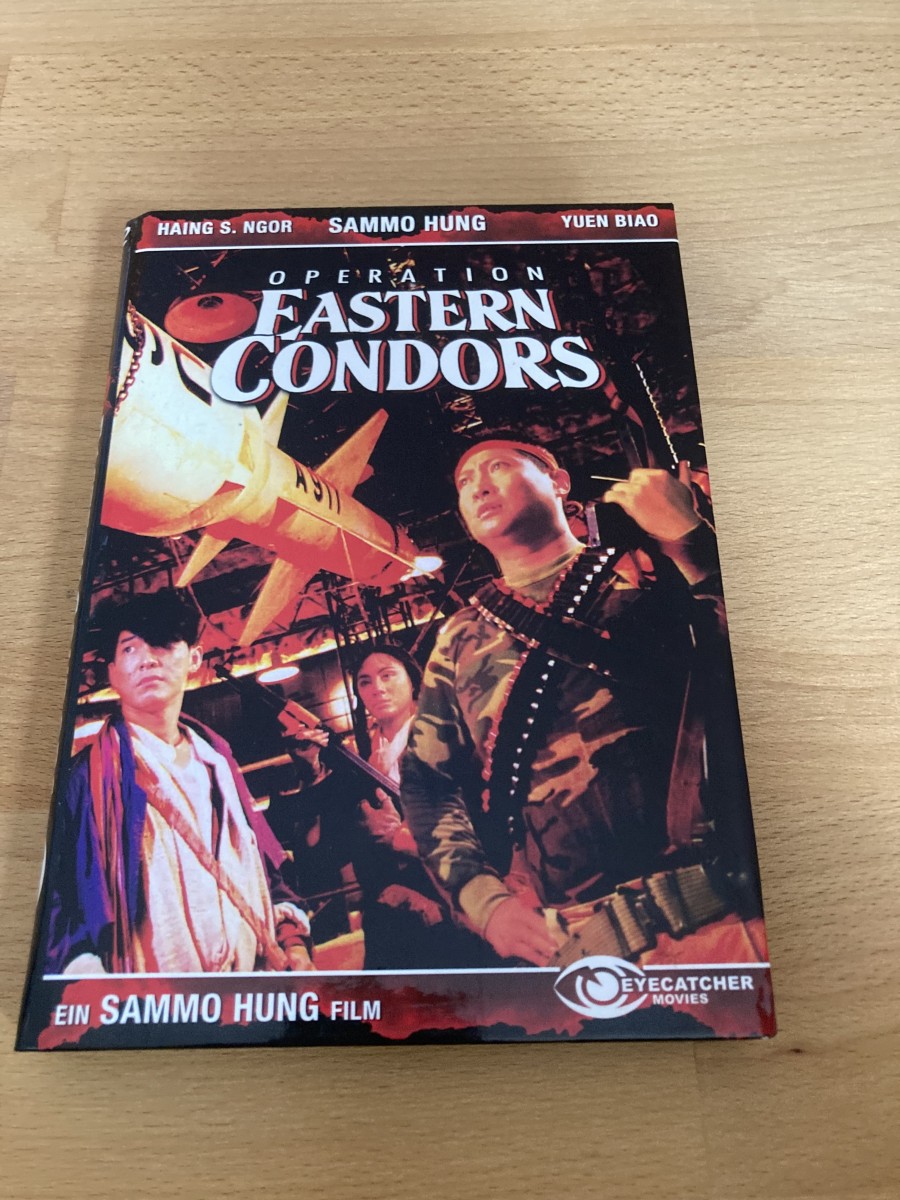 HAING S. NGOR SAMMO HUNG YUEN BIAO
OPERATION
EASTERN
CONDORS
A911
EIN SAMMO HUNG FILM
EYECATCHER
MOVIES